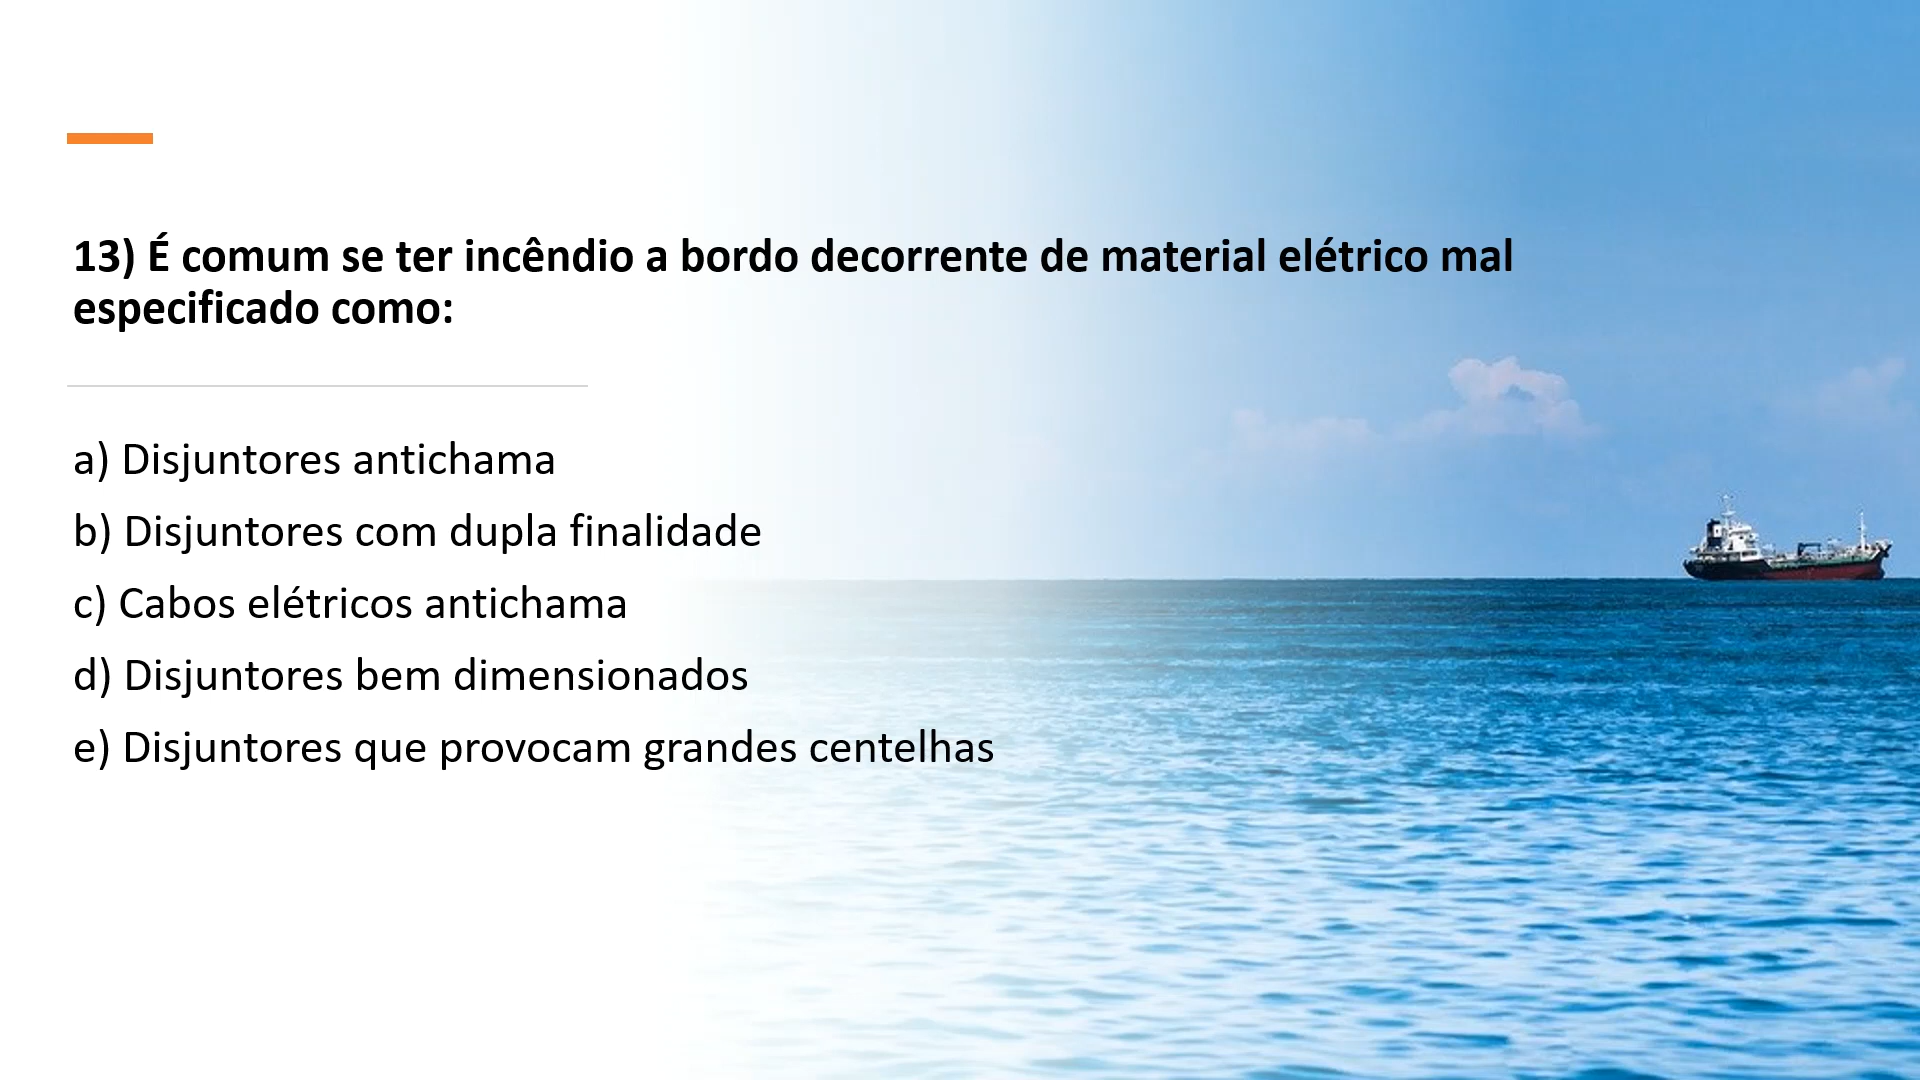 13) É comum se ter incêndio a bordo decorrente de material elétrico mal
especificado como:
a) Disjuntores antichama
b) Disjuntores com dupla finalidade
c) Cabos elétricos antichama
d) Disjuntores bem dimensionados
e) Disjuntores que provocam grandes centelhas